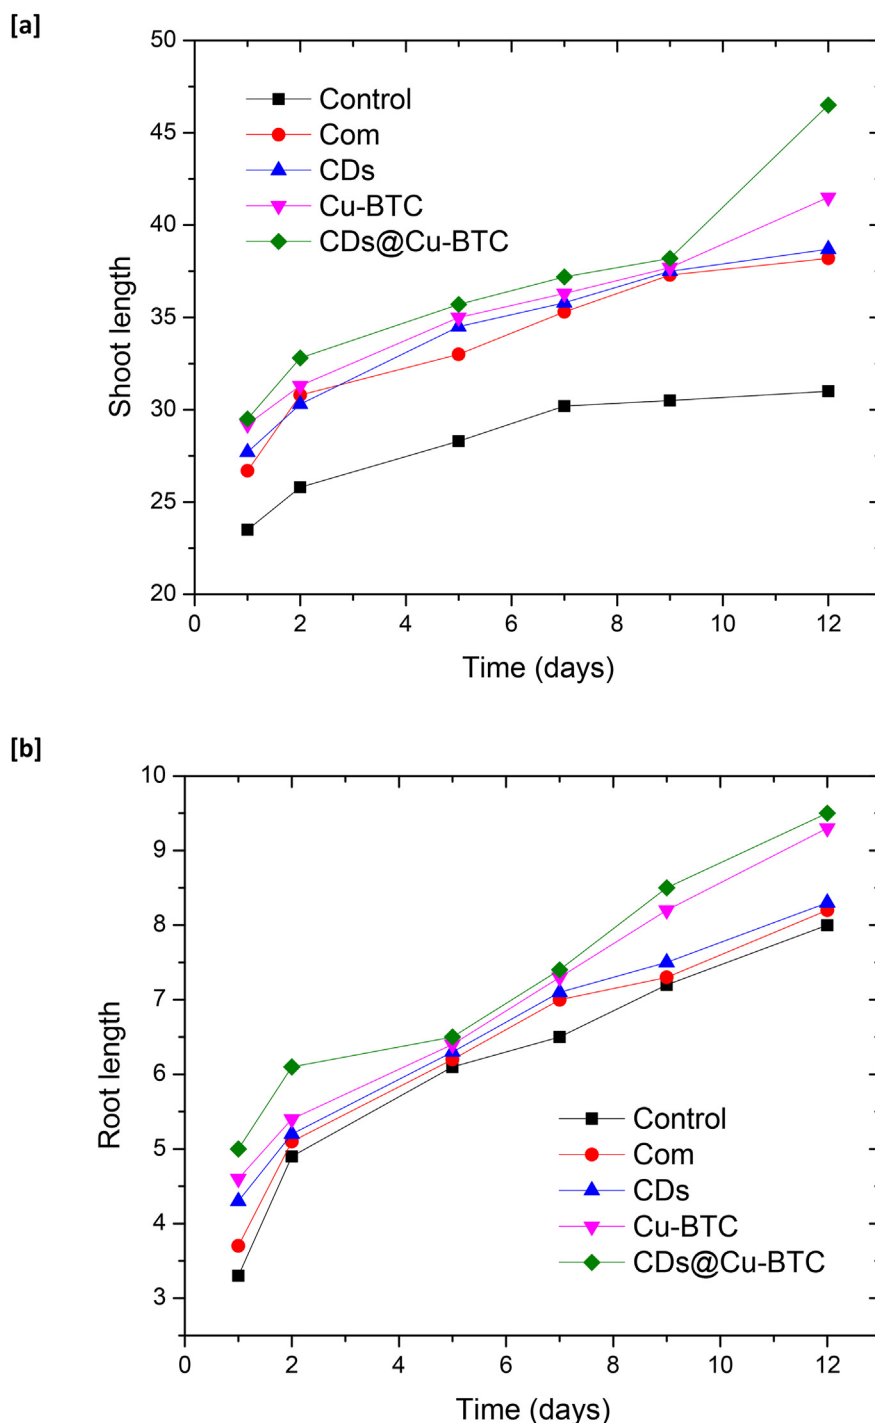 [a]
50
45
40
35
30
25
20
Shoot length
Control
Com
CDs
Cu-BTC
CDs@Cu-BTC
0 2 4 6 8 10 12
Time (days)
[b]
10
9
8
7
6
5
4
3
Root length
Control
Com
CDs
Cu-BTC
CDs@Cu-BTC
0 2 4 6 8 10 12
Time (days)